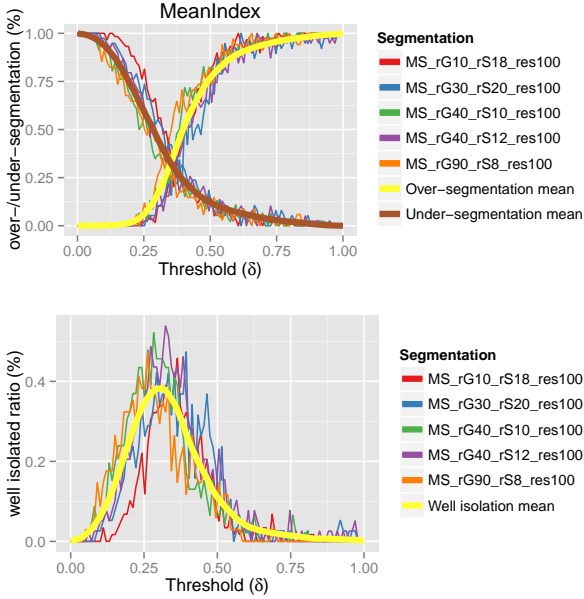 MeanIndex
over−/under−segmentation (%)
1.00
0.75
0.50
0.25
0.00
0.00 0.25 0.50 0.75 1.00
Threshold (δ)
Segmentation
MS_rG10_rS18_res100
MS_rG30_rS20_res100
MS_rG40_rS10_res100
MS_rG40_rS12_res100
MS_rG90_rS8_res100
Over−segmentation mean
Under−segmentation mean
well isolated ratio (%)
0.4
0.2
0.0
0.00 0.25 0.50 0.75 1.00
Threshold (δ)
Segmentation
MS_rG10_rS18_res100
MS_rG30_rS20_res100
MS_rG40_rS10_res100
MS_rG40_rS12_res100
MS_rG90_rS8_res100
Well isolation mean